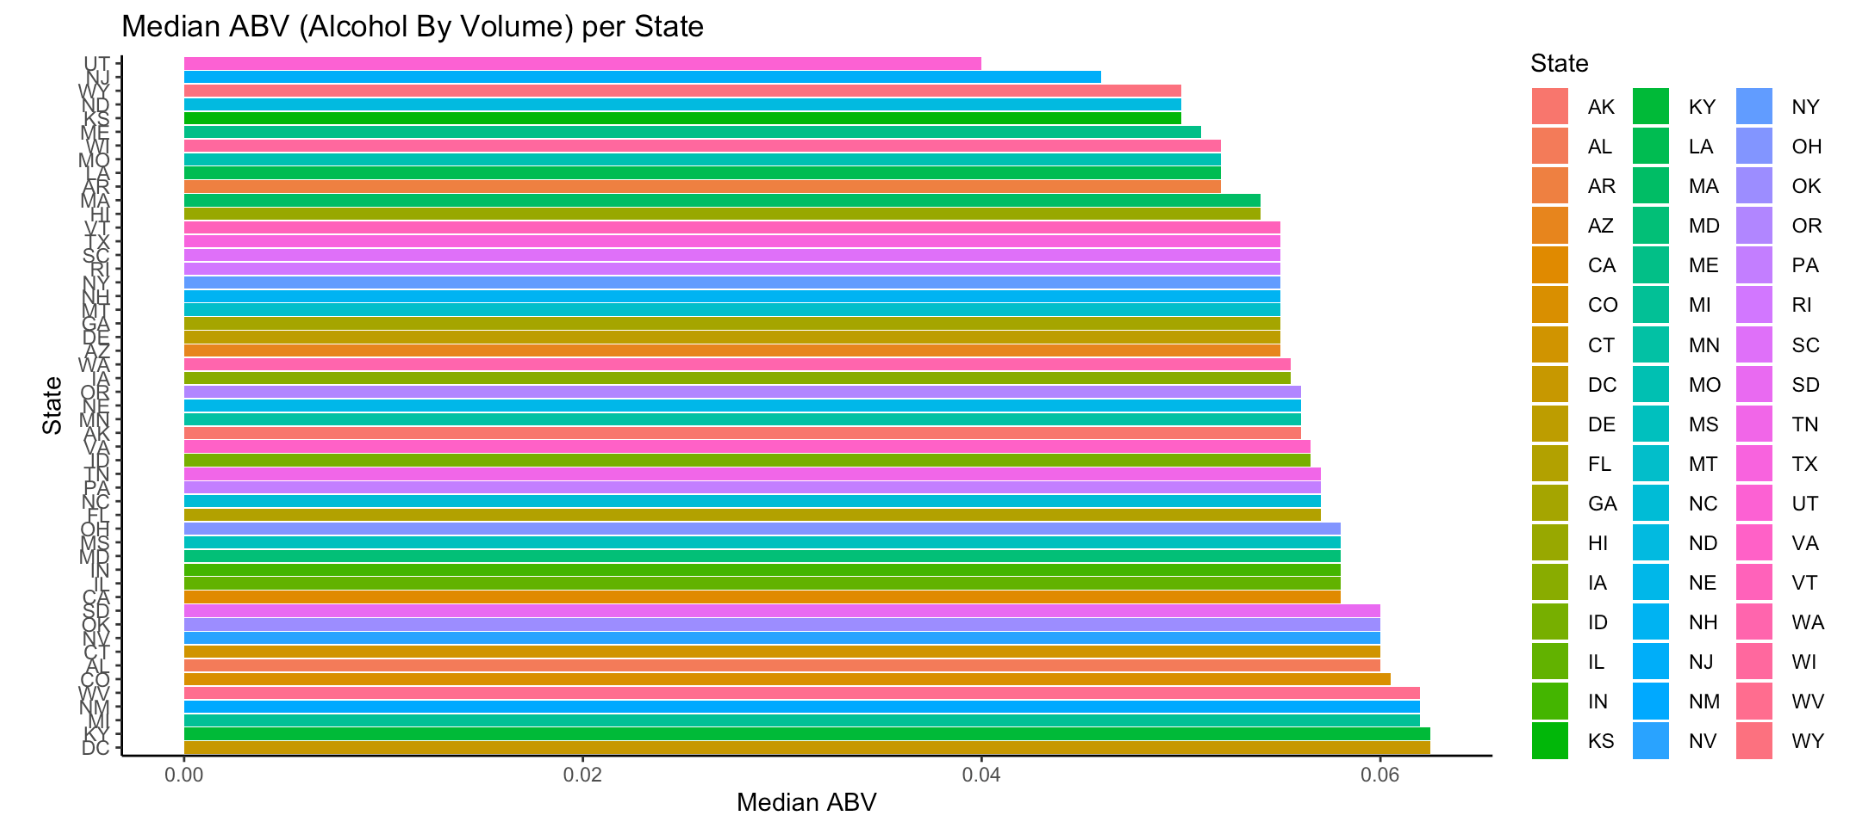 Median ABV (Alcohol By Volume) per State
State
UT
NJ
WY
ND
KS
ME
WI
MO
LA
AR
MA
HI
VT
TX
SC
RI
NY
NH
MT
GA
DE
AZ
WA
IA
OR
NE
MN
AK
VA
ID
TN
PA
NC
FL
OH
MS
MD
IN
IL
CA
SD
OK
NV
CT
AL
CO
WV
NM
MI
KY
DC
0.00 0.02 0.04 0.06
Median ABV
State
AK KY NY
AL LA OH
AR MA OK
AZ MD OR
CA ME PA
CO MI RI
CT MN SC
DC MO SD
DE MS TN
FL MT TX
GA NC UT
HI ND VA
IA NE VT
ID NH WA
IL NJ WI
IN NM WV
KS NV WY